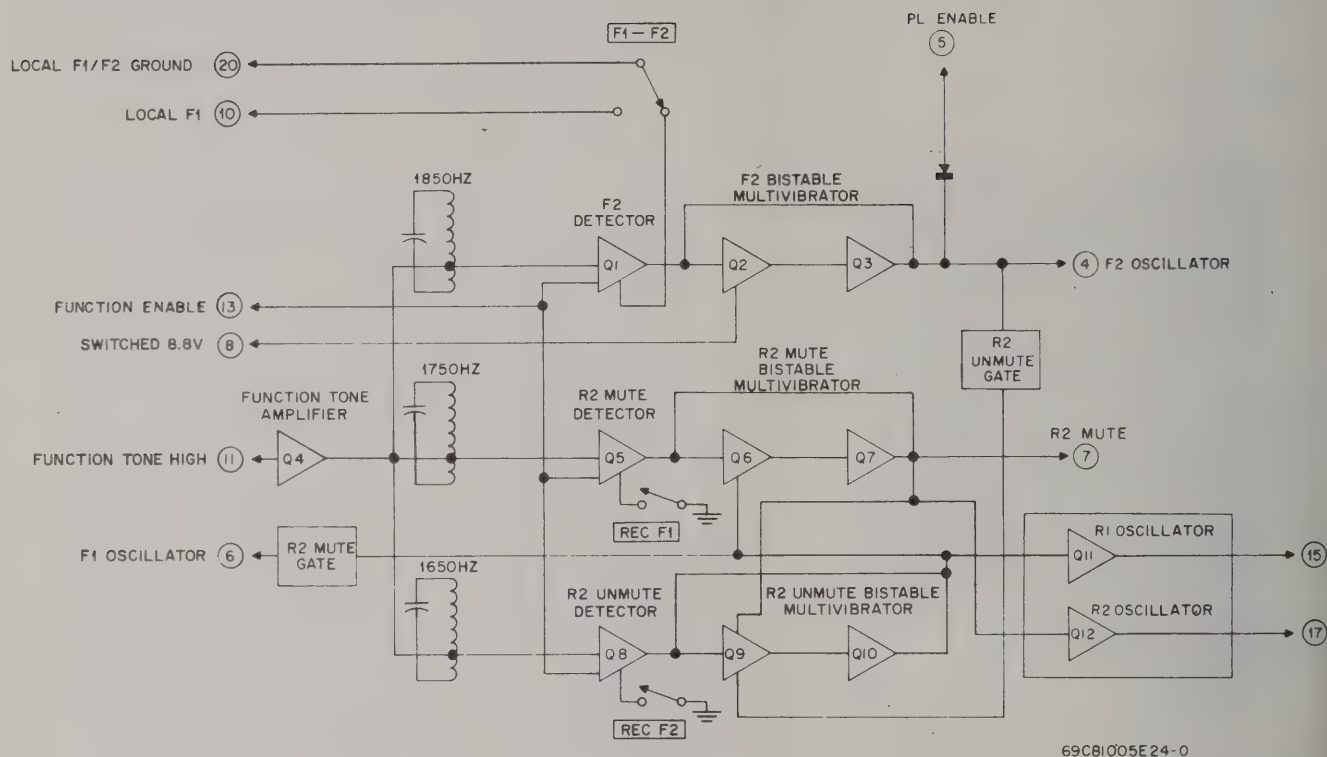 PL ENABLE
5
F1-F2
LOCAL F1/F2 GROUND 20
LOCAL F1 10
1850HZ
F2
DETECTOR
F2 BISTABLE
MULTIVIBRATOR
Q1
Q2
Q3
4 F2 OSCILLATOR
FUNCTION ENABLE 13
SWITCHED 8.8V 8
R2
UNMUTE
GATE
1750HZ
FUNCTION TONE
AMPLIFIER
R2 MUTE
DETECTOR
R2 MUTE
BISTABLE
MULTIVIBRATOR
R2 MUTE
7
FUNCTION TONE HIGH 11
Q4
Q5
Q6
Q7
REC F1
F1 OSCILLATOR 6
R2 MUTE
GATE
1650HZ
R2 UNMUTE
DETECTOR
R2 UNMUTE BISTABLE
MULTIVIBRATOR
R1 OSCILLATOR
Q11
15
R2 OSCILLATOR
Q12
17
Q8
Q9
Q10
REC F2
69C81005E24-0